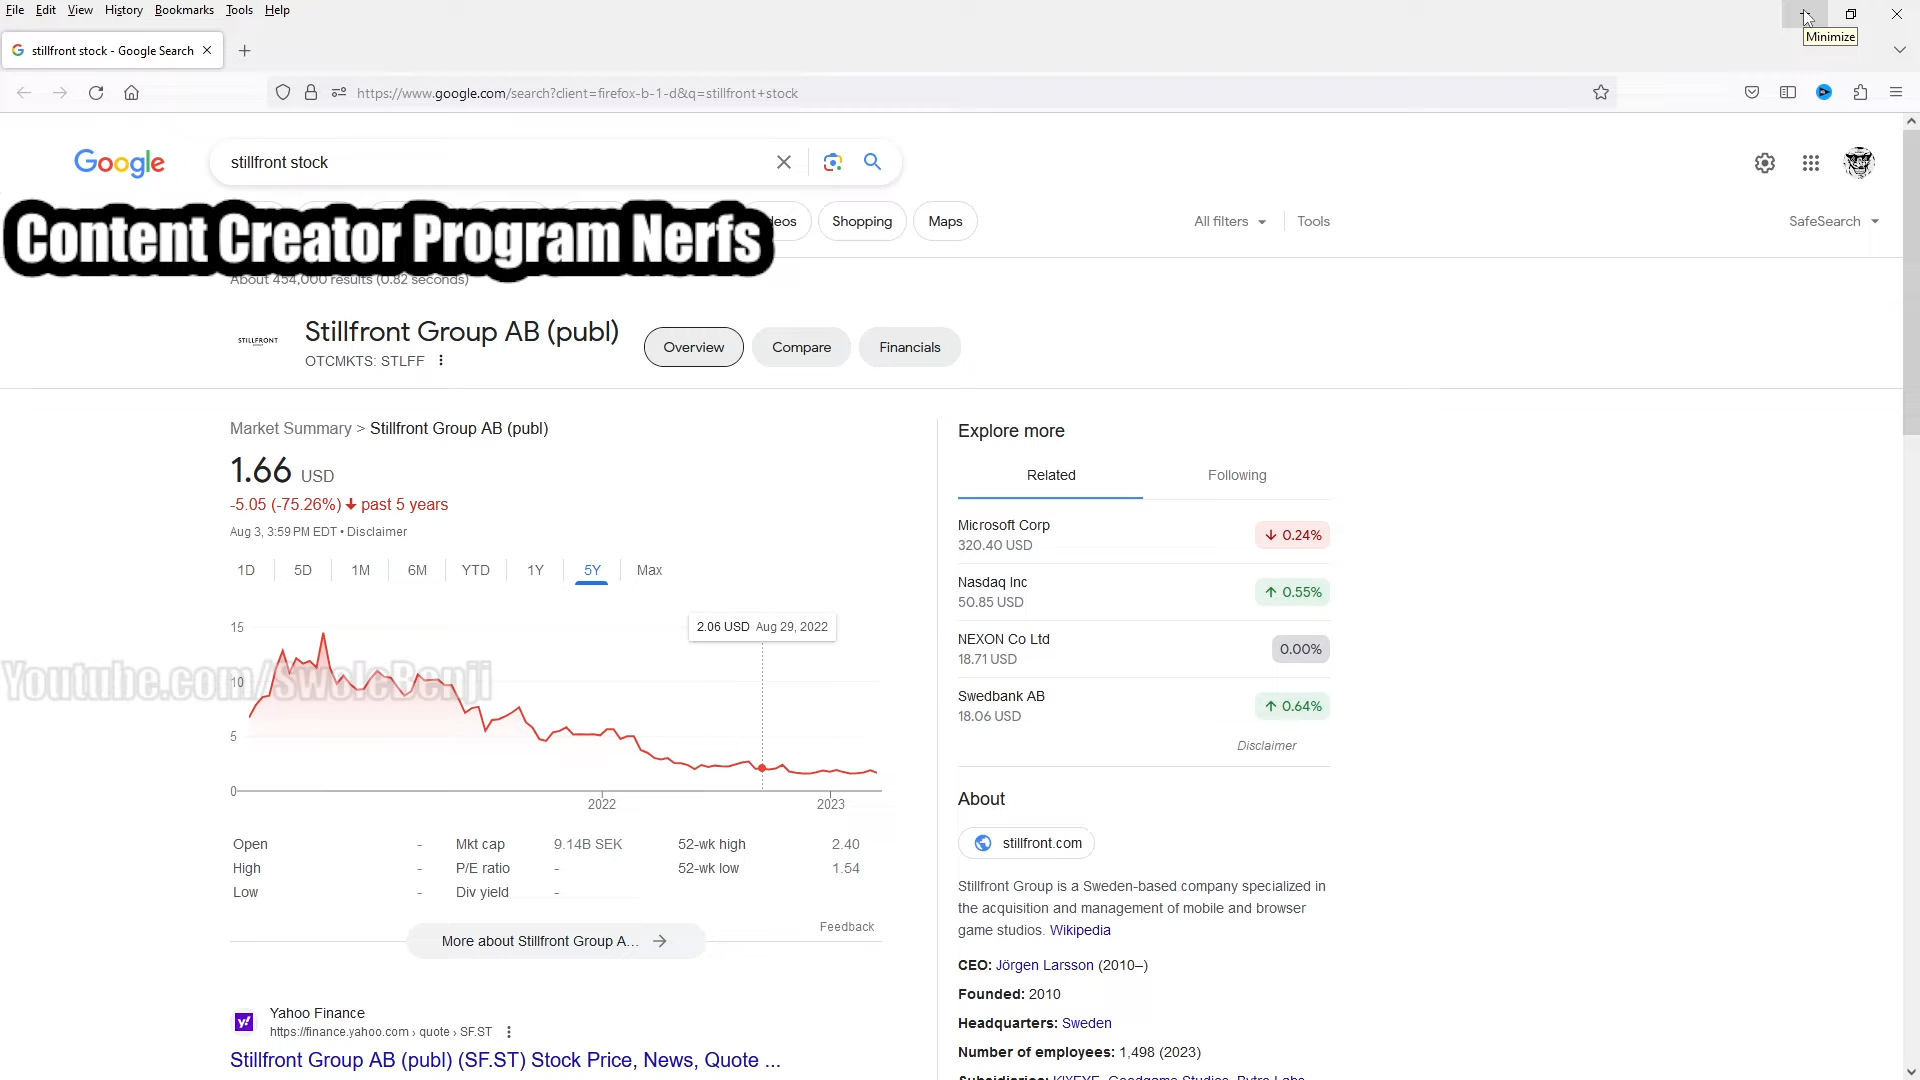 File Edit View History Bookmarks Tools Help
Minimize
stillfront stock - Google Search
https://www.google.com/search?client=firefox-b-1-d&q=stillfront+stock
Google
stillfront stock
Content Creator Program Nerfs
Shopping
Maps
All filters
Tools
SafeSearch
About 454,000 results (0.82 seconds)
STILLFRONT
Stillfront Group AB (publ)
OTCMKTS: STLFF
Overview
Compare
Financials
Market Summary > Stillfront Group AB (publ)
1.66 USD
-5.05 (-75.26%) past 5 years
Aug 3, 3:59 PM EDT • Disclaimer
1D 5D 1M 6M YTD 1Y 5Y Max
2.06 USD Aug 29, 2022
15
10
5
0
2022 2023
Youtube.com/SwoleBenji
Open - Mkt cap 9.14B SEK 52-wk high 2.40
High - P/E ratio - 52-wk low 1.54
Low - Div yield -
Feedback
More about Stillfront Group A... →
Yahoo Finance
https://finance.yahoo.com › quote › SF.ST
Stillfront Group AB (publ) (SF.ST) Stock Price, News, Quote ...
Explore more
Related Following
Microsoft Corp
320.40 USD
0.24%
Nasdaq Inc
50.85 USD
0.55%
NEXON Co Ltd
18.71 USD
0.00%
Swedbank AB
18.06 USD
0.64%
Disclaimer
About
stillfront.com
Stillfront Group is a Sweden-based company specialized in
the acquisition and management of mobile and browser
game studios. Wikipedia
CEO: Jörgen Larsson (2010–)
Founded: 2010
Headquarters: Sweden
Number of employees: 1,498 (2023)
Subsidiaries: KIXEYE, Goodgame Studios, Bytro Labs